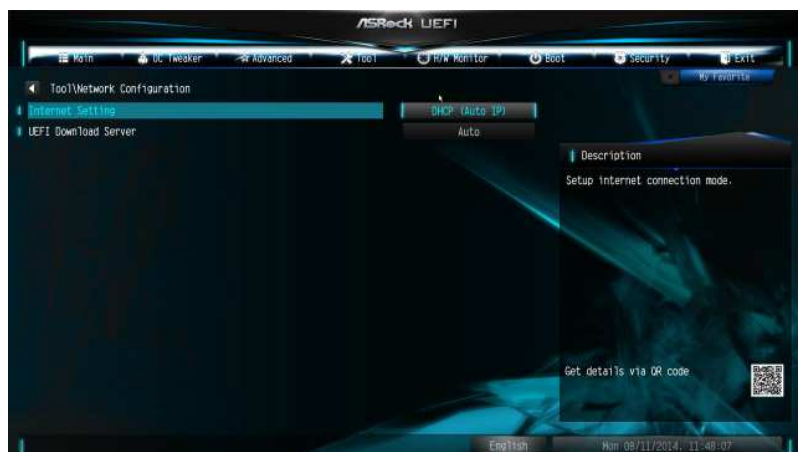 ASRock UEFI
Main OC Tweaker Advanced Tool H/W Monitor Boot Security Exit
My Favorite
Tool\Network Configuration
Internet Setting DHCP (Auto IP)
UEFI Download Server Auto
Description
Setup internet connection mode.
Get details via QR code
English Mon 08/11/2014. 11:48:07